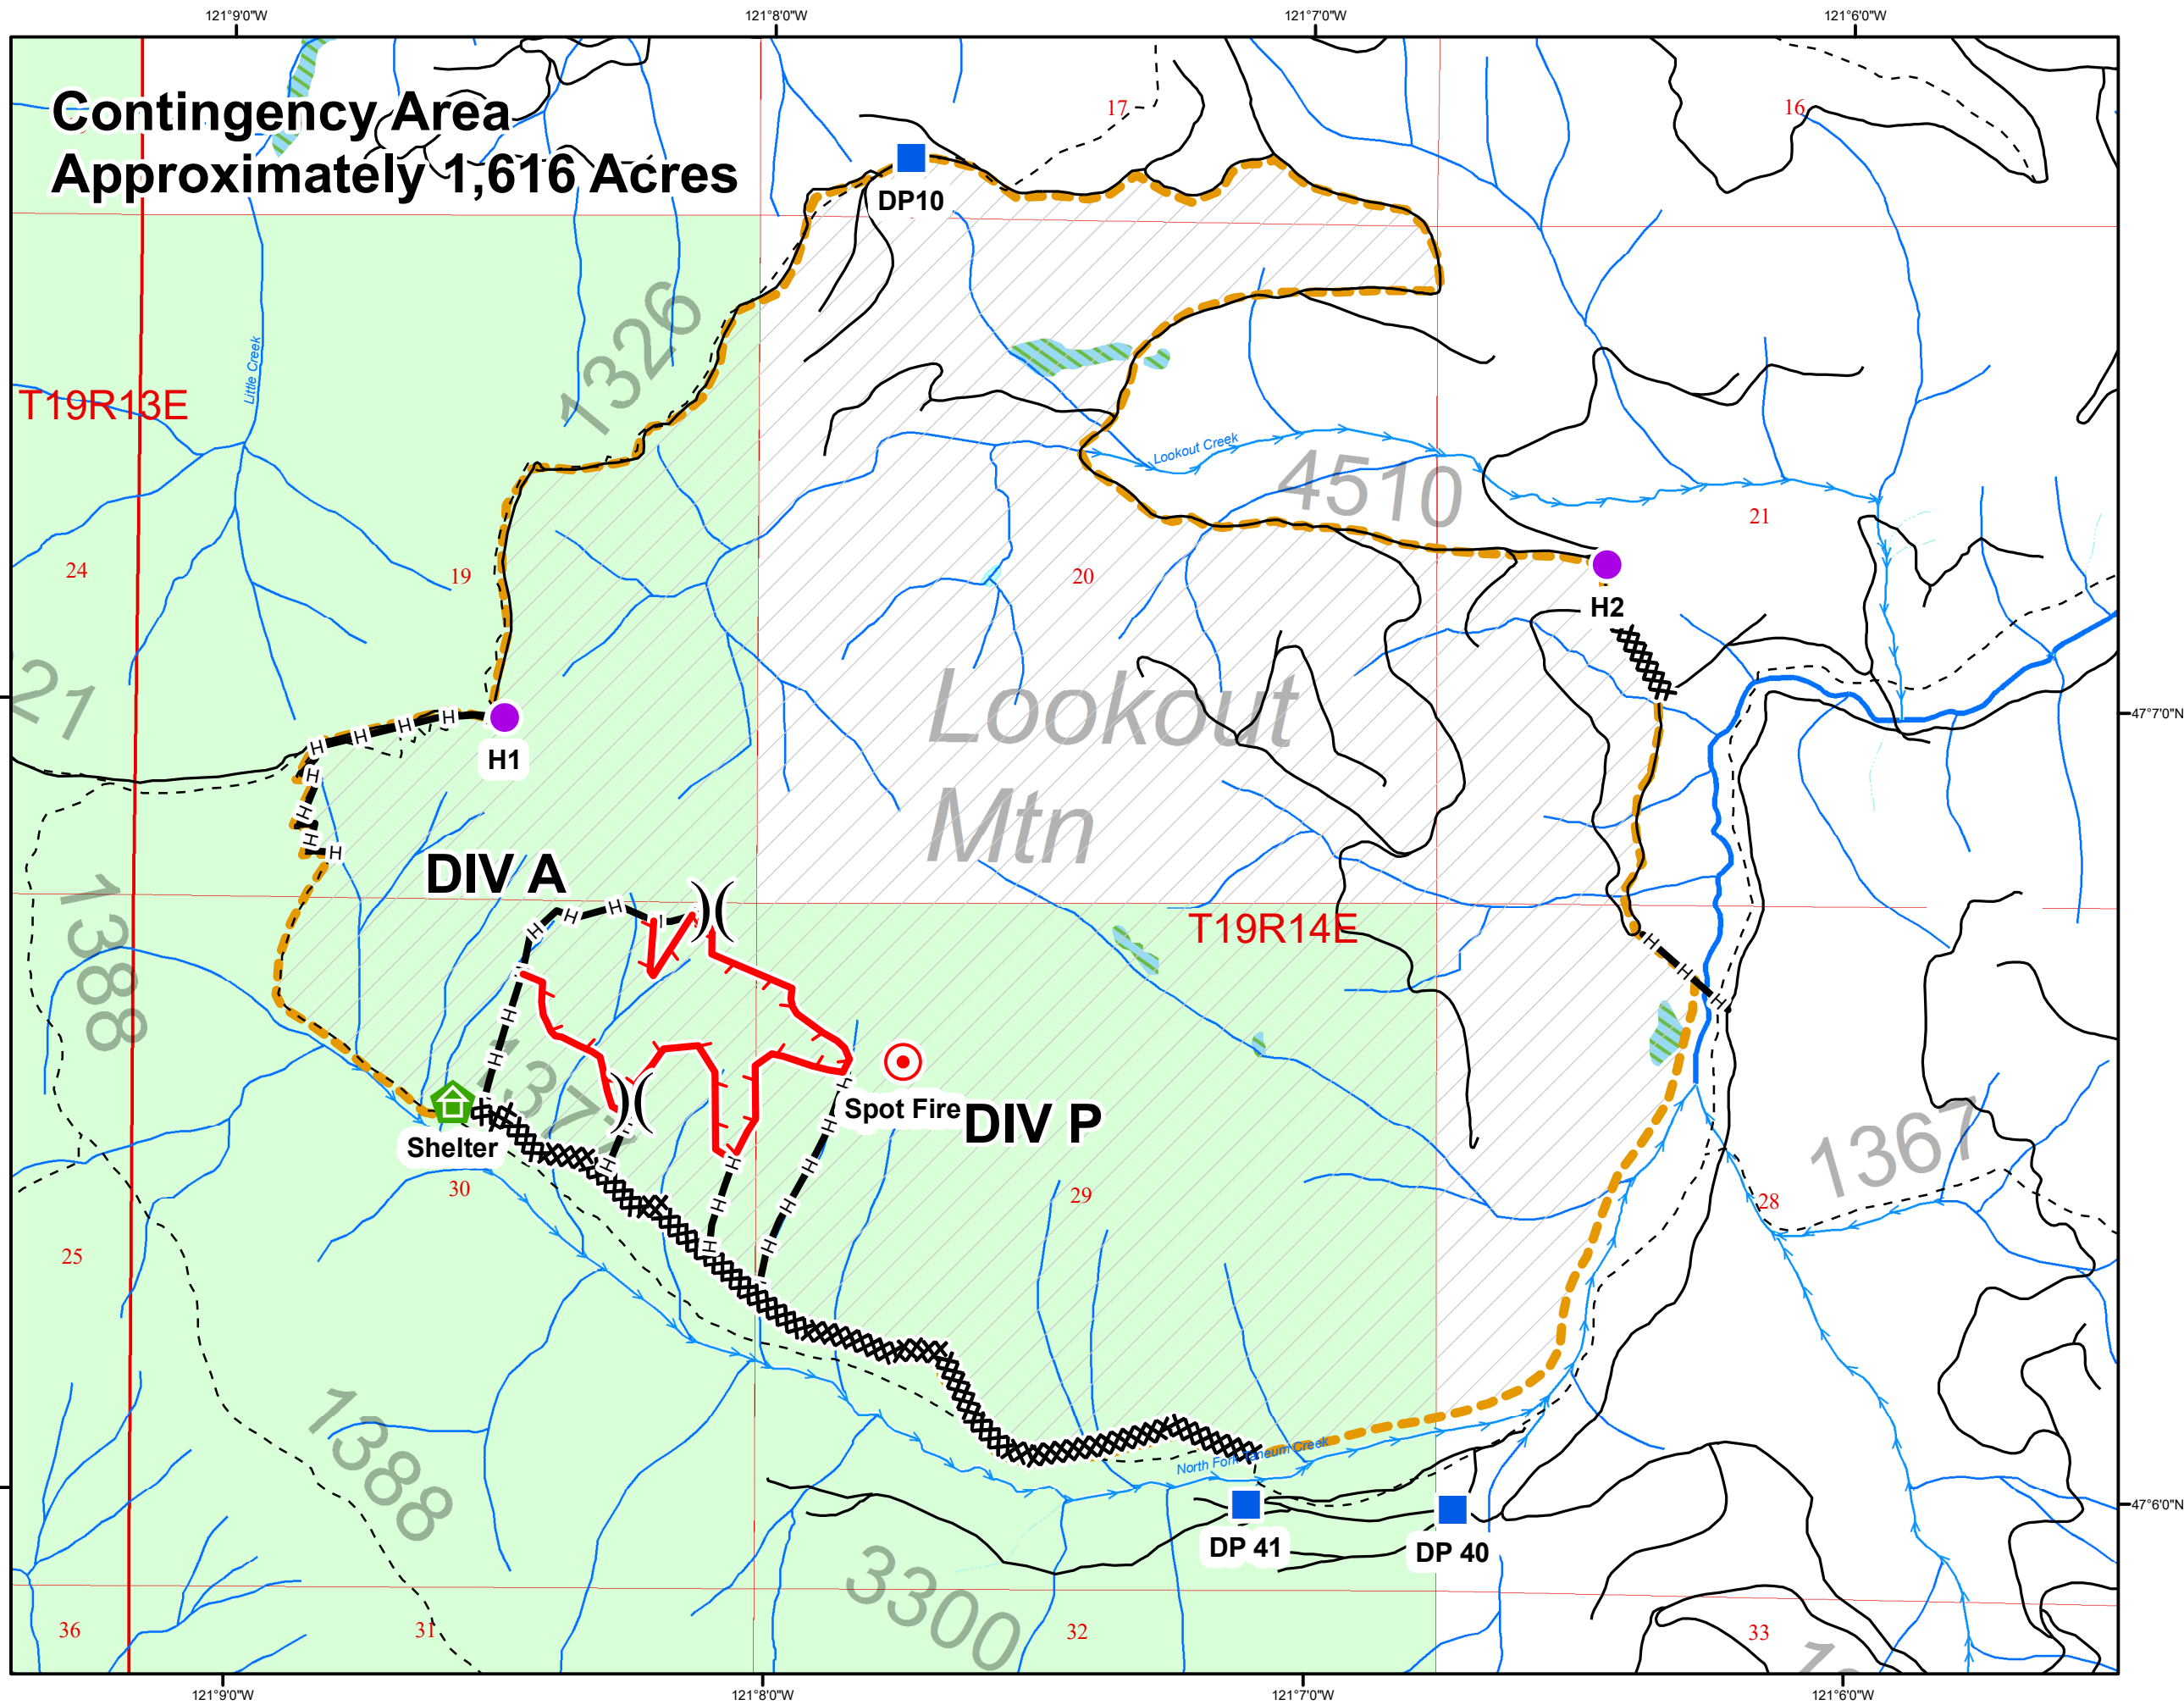 121°9'0"W
121°8'0"W
121°7'0"W
121°6'0"W
Contingency Area
Approximately 1,616 Acres
17
16
DP10
1326
Little Creek
T19R13E
Lookout Creek
4510
24
19
20
21
H2
21
Lookout
Mtn
47°7'0"N
H1
DIV A
1388
T19R14E
Spot Fire
DIV P
Shelter
1367
30
29
28
25
1388
North Fork Taneum Creek
47°6'0"N
DP 41
DP 40
3300
36
31
32
33
121°9'0"W
121°8'0"W
121°7'0"W
121°6'0"W